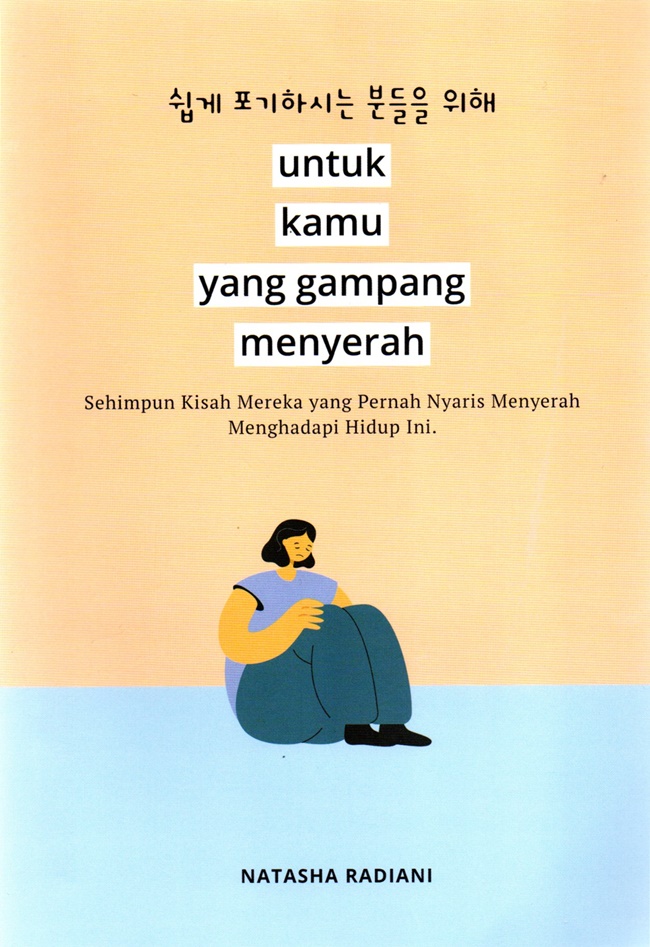 쉽게 포기하시는 분들을 위해
untuk
kamu
yang gampang
menyerah
Sehimpun Kisah Mereka yang Pernah Nyaris Menyerah
Menghadapi Hidup Ini.
NATASHA RADIANI